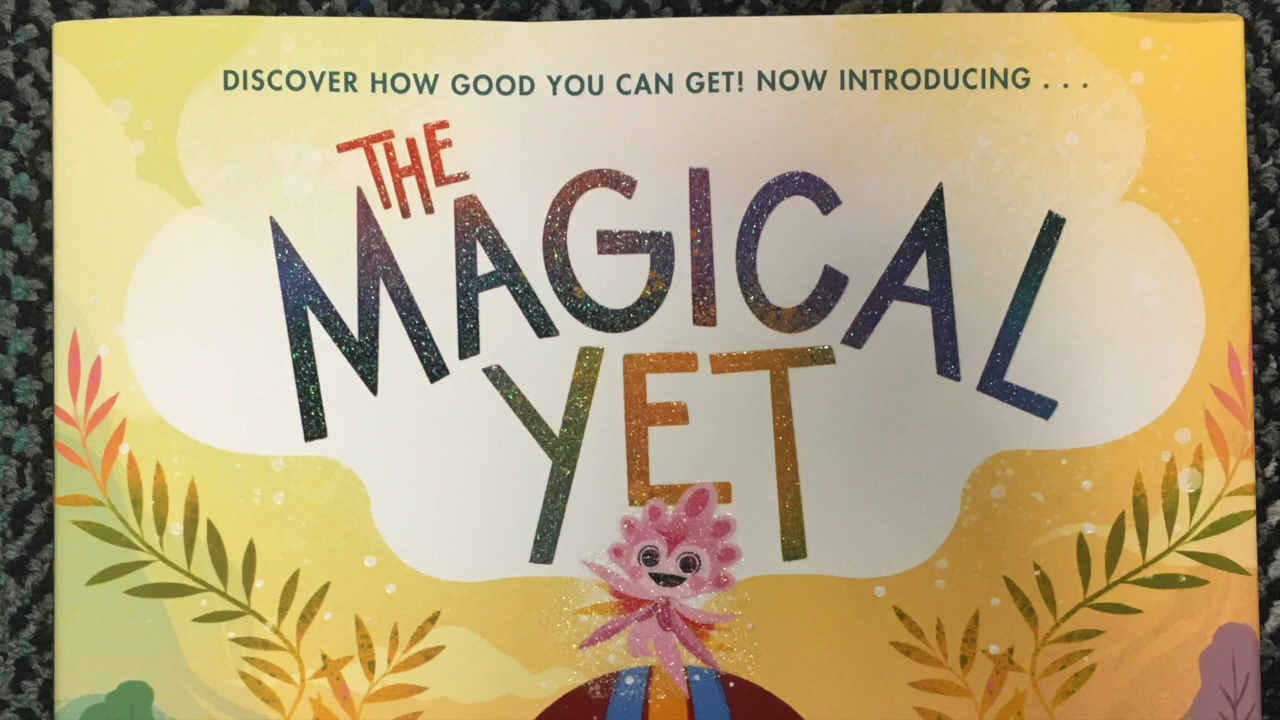 DISCOVER HOW GOOD YOU CAN GET! NOW INTRODUCING . . .
THE
MAGICAL
YET